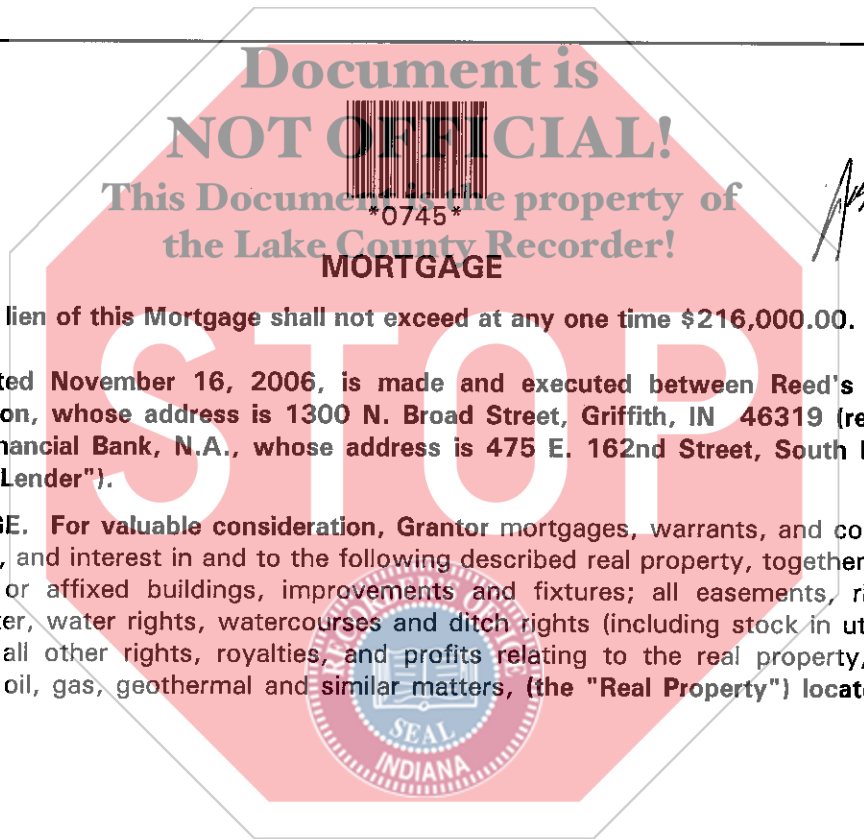 Document is
NOT OFFICIAL!
This Document is the property of
the Lake County Recorder!
*0745*
MORTGAGE
lien of this Mortgage shall not exceed at any one time $216,000.00.
ted November 16, 2006, is made and executed between Reed's
on, whose address is 1300 N. Broad Street, Griffith, IN 46319 (re
nancial Bank, N.A., whose address is 475 E. 162nd Street, South
Lender").
GE. For valuable consideration, Grantor mortgages, warrants, and co
, and interest in and to the following described real property, together
or affixed buildings, improvements and fixtures; all easements, r
er, water rights, watercourses and ditch rights (including stock in ut
all other rights, royalties, and profits relating to the real property,
oil, gas, geothermal and similar matters, (the "Real Property") locat
STOP
RECORDER'S OFFICE
SEAL
INDIANA